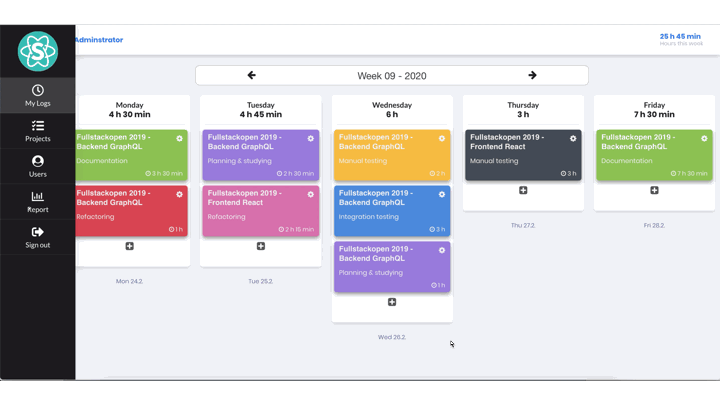 S
Adminstrator
25 h 45 min
Hours this week
My Logs
Projects
Users
Report
Sign out
Week 09 - 2020
Monday
4 h 30 min
Fullstackopen 2019 -
Backend GraphQL
Documentation
3 h 30 min
Fullstackopen 2019 -
Backend GraphQL
Refactoring
1 h
Mon 24.2.
Tuesday
4 h 45 min
Fullstackopen 2019 -
Backend GraphQL
Planning & studying
2 h 30 min
Fullstackopen 2019 -
Frontend React
Refactoring
2 h 15 min
Tue 25.2.
Wednesday
6 h
Fullstackopen 2019 -
Backend GraphQL
Manual testing
2 h
Fullstackopen 2019 -
Backend GraphQL
Integration testing
3 h
Fullstackopen 2019 -
Backend GraphQL
Planning & studying
1 h
Wed 26.2.
Thursday
3 h
Fullstackopen 2019 -
Frontend React
Manual testing
3 h
Thu 27.2.
Friday
7 h 30 min
Fullstackopen 2019 -
Backend GraphQL
Documentation
7 h 30 min
Fri 28.2.